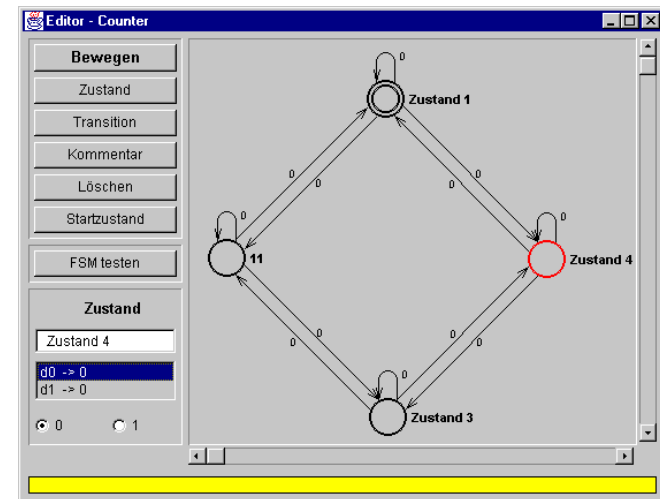 Editor - Counter
Bewegen
Zustand
Transition
Kommentar
Löschen
Startzustand
FSM testen
Zustand
Zustand 4
d0 -> 0
d1 -> 0
0
1
0
Zustand 1
0
0
0
0
0
11
0
Zustand 4
0
0
0
0
0
Zustand 3